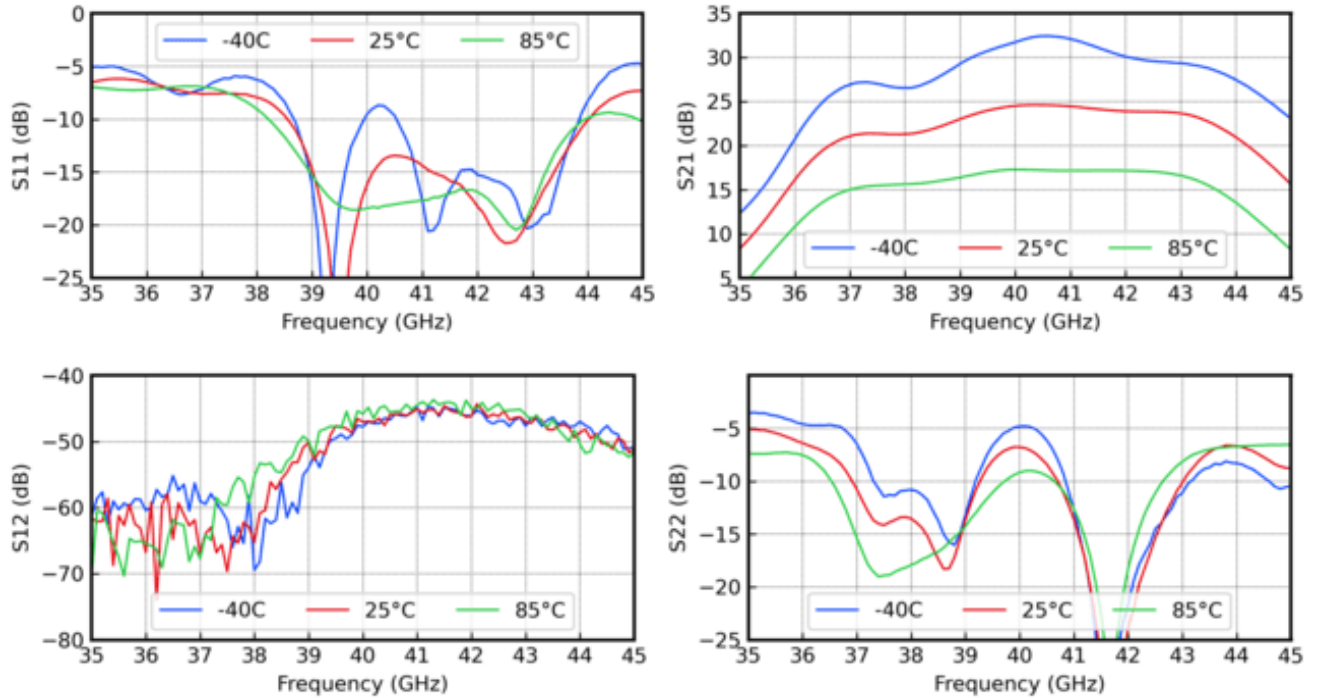 0
-5
-10
-15
-20
-25
S11 (dB)
-40C 25°C 85°C
35 36 37 38 39 40 41 42 43 44 45
Frequency (GHz)
35
30
25
20
15
10
5
S21 (dB)
-40C 25°C 85°C
35 36 37 38 39 40 41 42 43 44 45
Frequency (GHz)
-40
-50
-60
-70
-80
S12 (dB)
-40C 25°C 85°C
35 36 37 38 39 40 41 42 43 44 45
Frequency (GHz)
-5
-10
-15
-20
-25
S22 (dB)
-40C 25°C 85°C
35 36 37 38 39 40 41 42 43 44 45
Frequency (GHz)